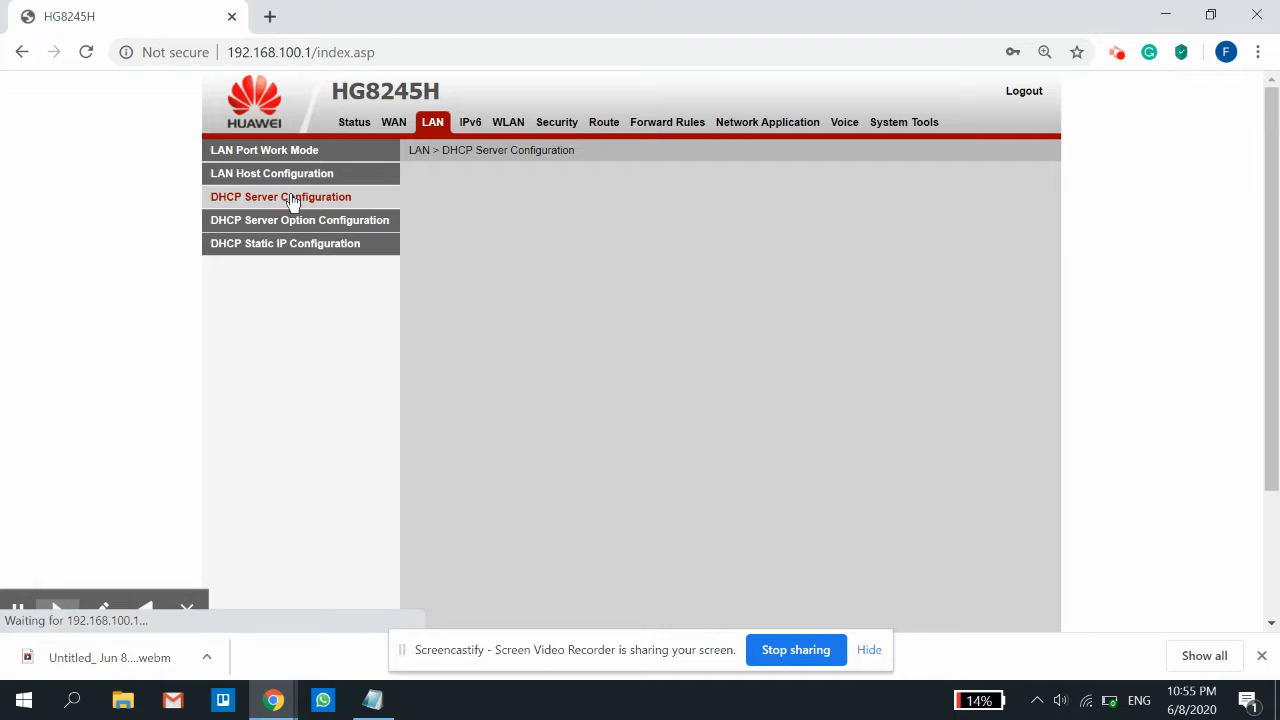 HG8245H
Not secure
192.168.100.1/index.asp
F
HUAWEI
HG8245H
Logout
Status WAN LAN IPv6 WLAN Security Route Forward Rules Network Application Voice System Tools
LAN Port Work Mode
LAN > DHCP Server Configuration
LAN Host Configuration
DHCP Server Configuration
DHCP Server Option Configuration
DHCP Static IP Configuration
Waiting for 192.168.100.1...
Untitled_ Jun 8....webm
Screencastify - Screen Video Recorder is sharing your screen.
Stop sharing
Hide
Show all
14%
ENG
10:55 PM
6/8/2020
1